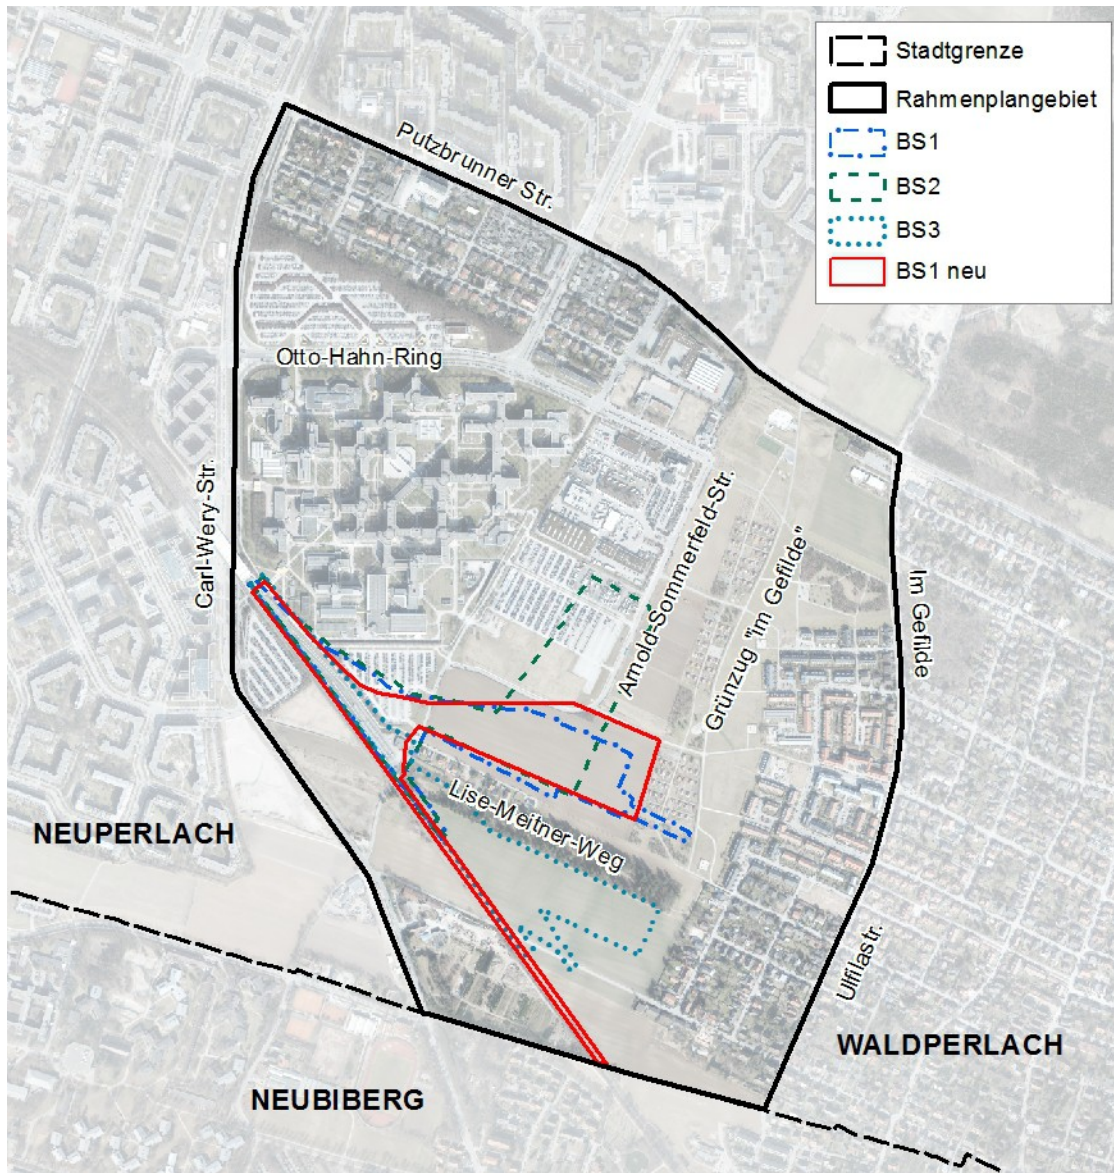 Stadtgrenze
Rahmenplangebiet
BS1
BS2
BS3
BS1 neu
Putzbrunner Str.
Otto-Hahn-Ring
Carl-Wery-Str.
Arnold-Sommerfeld-Str.
Grünzug "im Gefilde"
Im Gefilde
Lise-Meitner-Weg
NEUPERLACH
Ulfilastr.
WALDPERLACH
NEUBIBERG